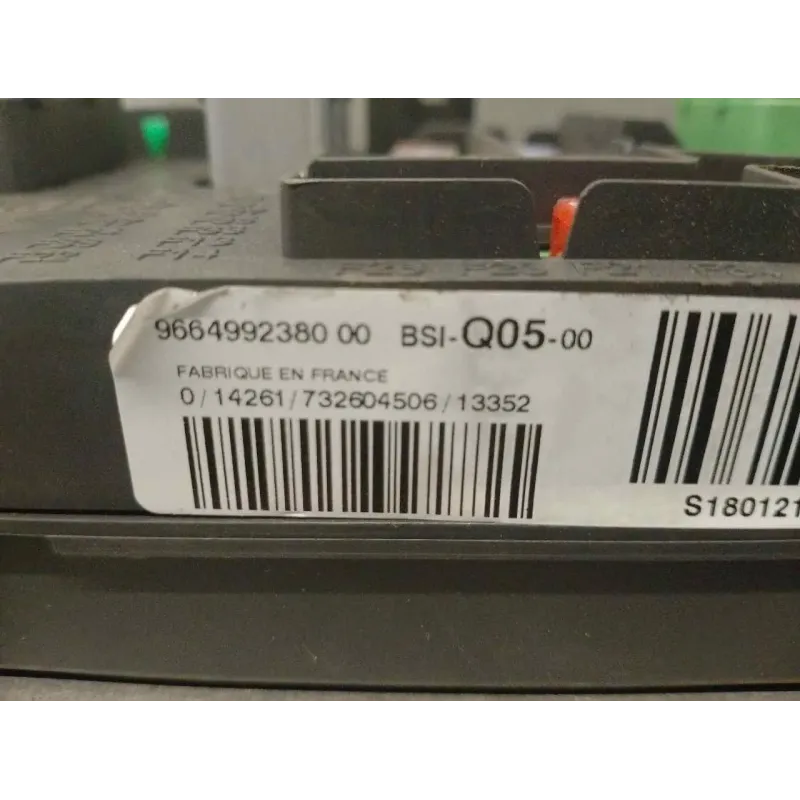 9664992380 00 BSI-Q05-00
FABRIQUE EN FRANCE
0/14261/732604506/13352
S180121